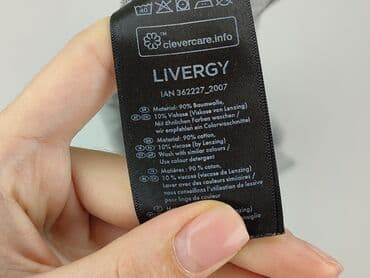 40
™
clevercare.info
LIVERGY
IAN 362227_2007
Material: 90% Baumwolle,
10% Viskose (Viskose von Lenzing)
Mit ähnlichen Farben waschen /
wir empfehlen ein Colorwaschmittel
Material: 90% cotton,
10% viscose (by Lenzing)
Wash with similar colours /
Use colour detergent
Matières: 90 % coton,
10 % viscose (viscose de Lenzing)
Laver avec des couleurs similaires /
nous conseillons l'utilisation de lessive
pour linge de couleur